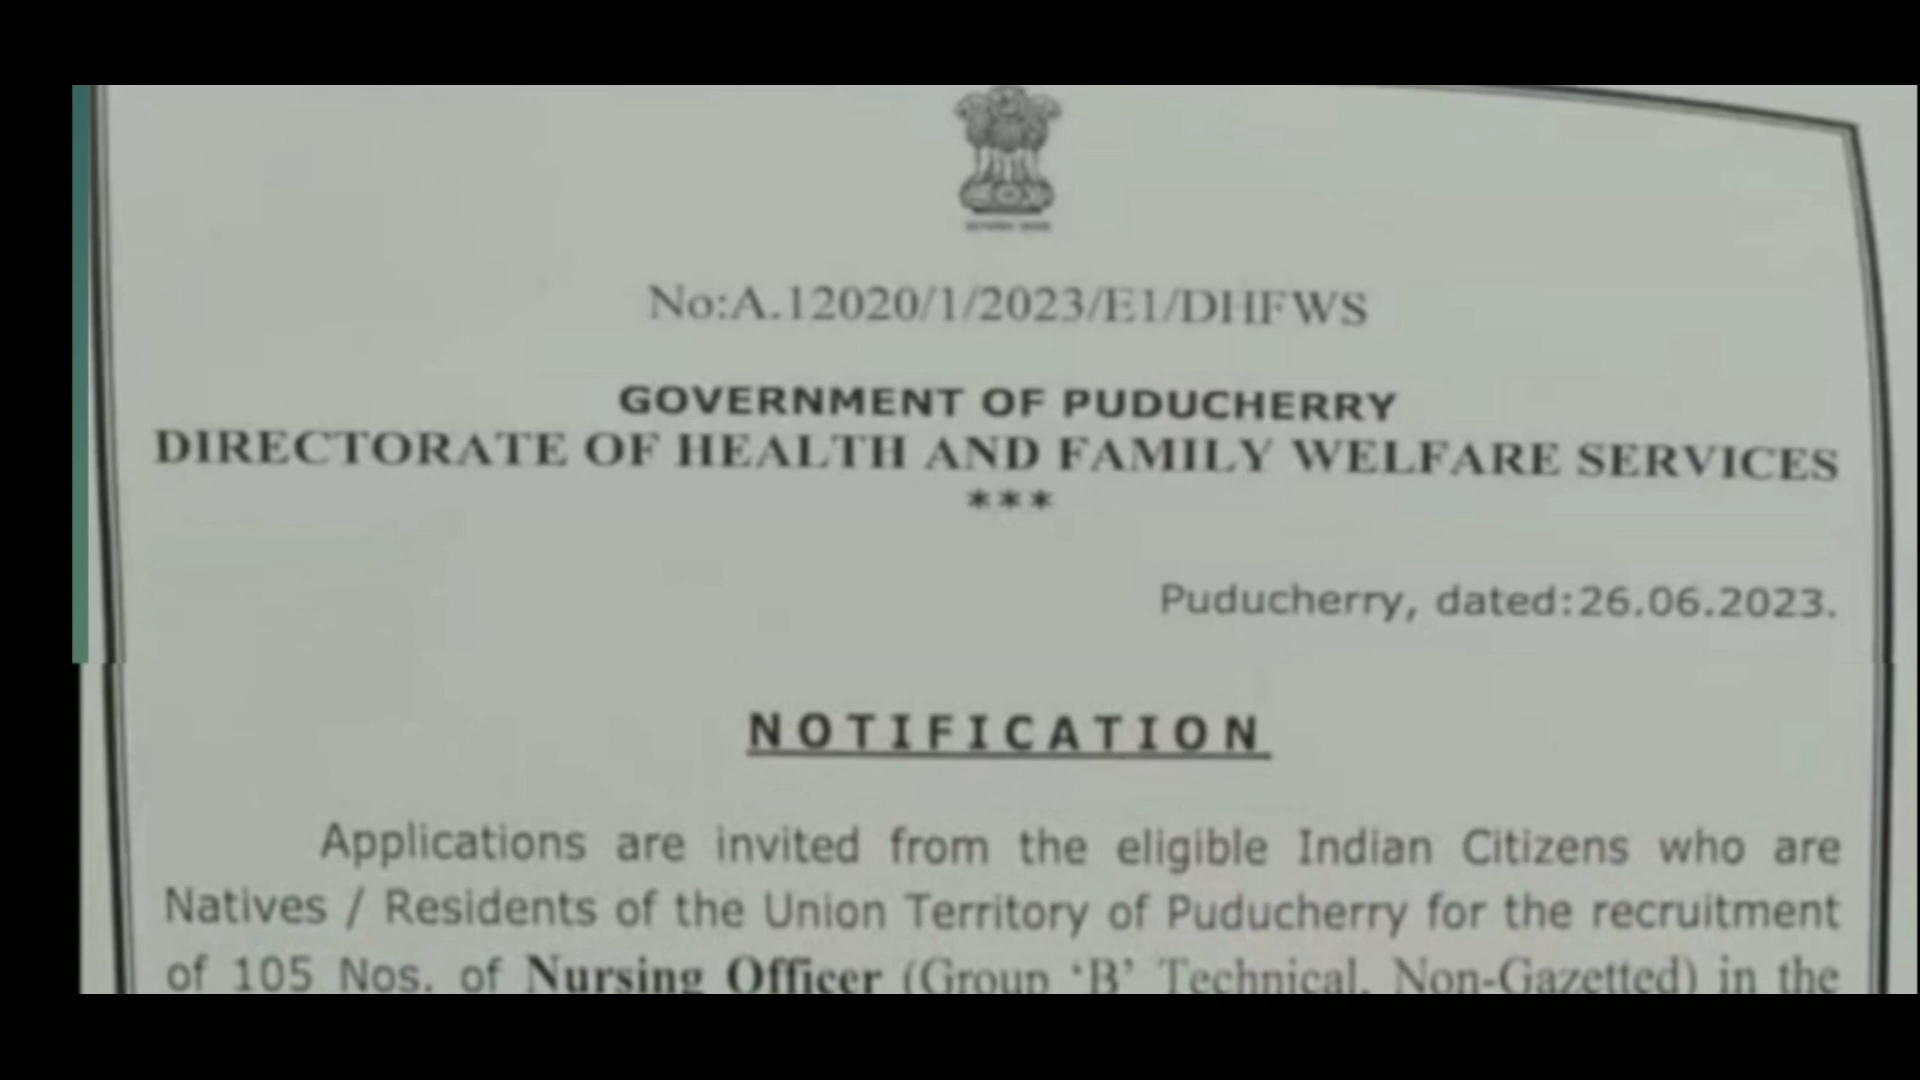 No:A.12020/1/2023/E1/DHFWS
GOVERNMENT OF PUDUCHERRY
DIRECTORATE OF HEALTH AND FAMILY WELFARE SERVICES
***
Puducherry, dated:26.06.2023.
NOTIFICATION
Applications are invited from the eligible Indian Citizens who are
Natives / Residents of the Union Territory of Puducherry for the recruitment
of 105 Nos. of Nursing Officer (Group ‘B’ Technical, Non-Gazetted) in the